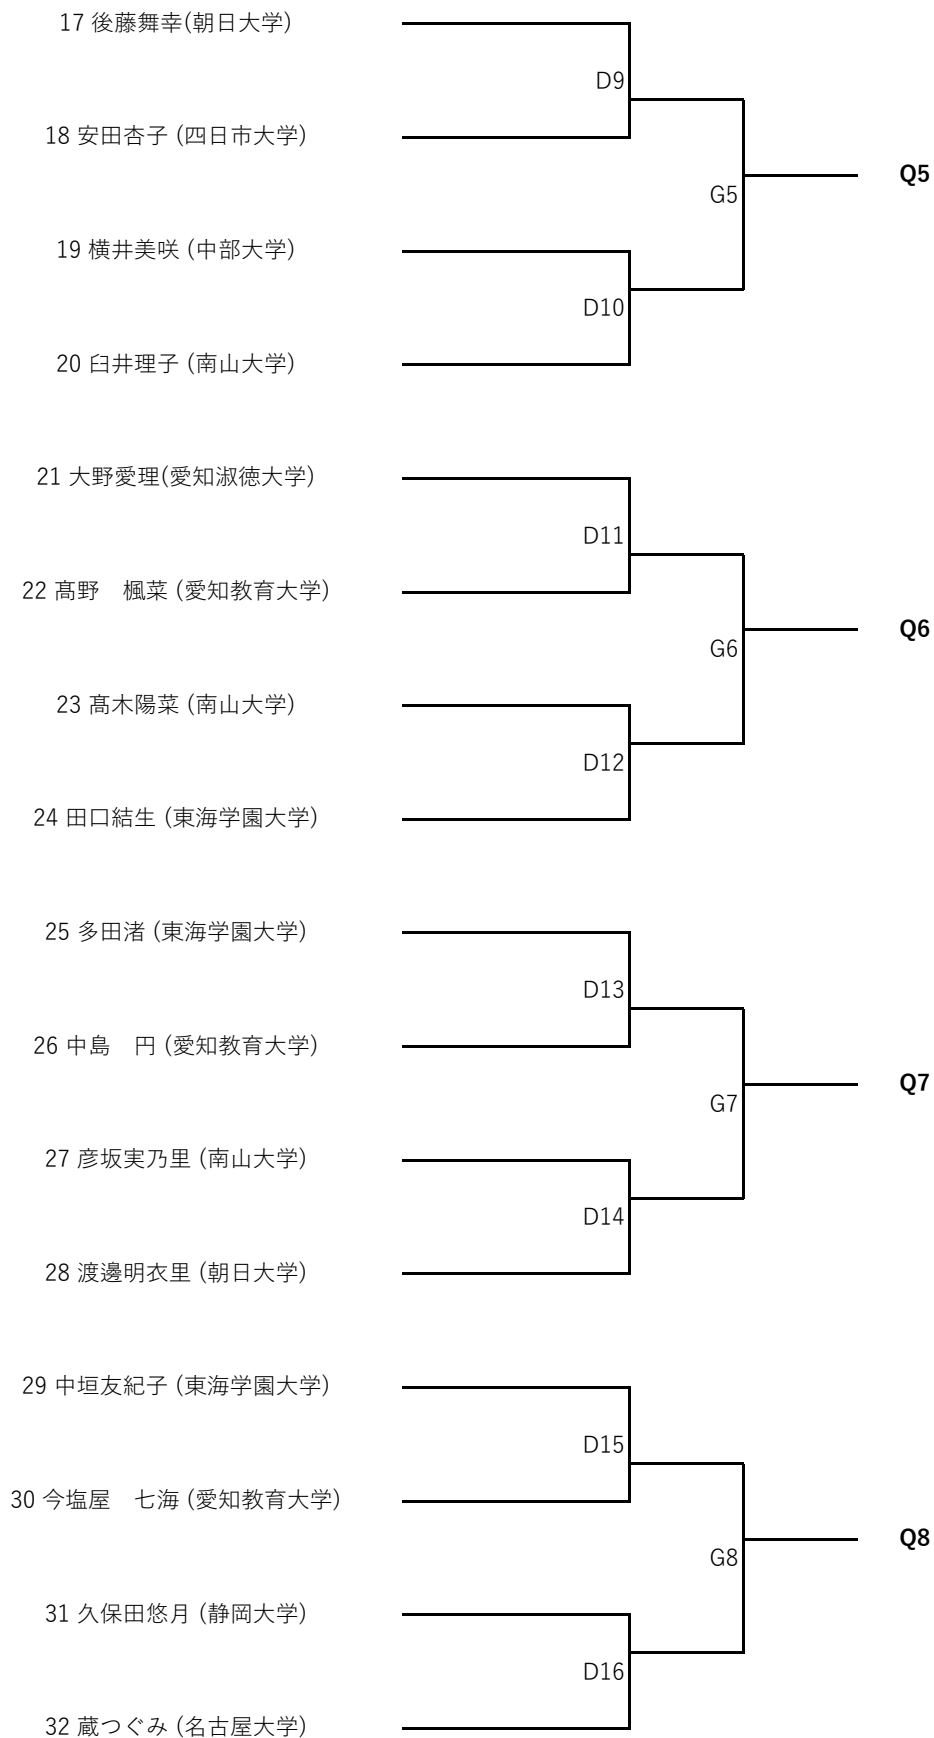 17 後藤舞幸(朝日大学)
D9
18 安田杏子 (四日市大学)
Q5
G5
19 横井美咲 (中部大学)
D10
20 臼井理子 (南山大学)
21 大野愛理(愛知淑徳大学)
D11
22 髙野　楓菜 (愛知教育大学)
Q6
G6
23 髙木陽菜 (南山大学)
D12
24 田口結生 (東海学園大学)
25 多田渚 (東海学園大学)
D13
26 中島　円 (愛知教育大学)
Q7
G7
27 彦坂実乃里 (南山大学)
D14
28 渡邊明衣里 (朝日大学)
29 中垣友紀子 (東海学園大学)
D15
30 今塩屋　七海 (愛知教育大学)
Q8
G8
31 久保田悠月 (静岡大学)
D16
32 蔵つぐみ (名古屋大学)